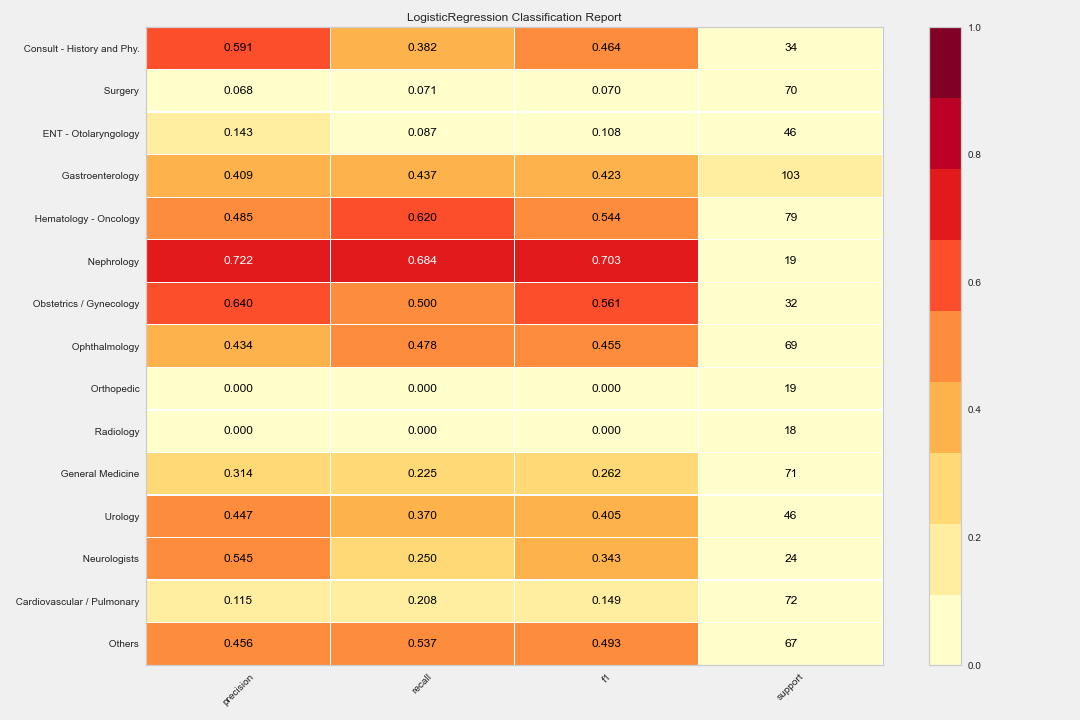 LogisticRegression Classification Report
Consult - History and Phy. 0.591 0.382 0.464 34
Surgery 0.068 0.071 0.070 70
ENT - Otolaryngology 0.143 0.087 0.108 46
Gastroenterology 0.409 0.437 0.423 103
Hematology - Oncology 0.485 0.620 0.544 79
Nephrology 0.722 0.684 0.703 19
Obstetrics / Gynecology 0.640 0.500 0.561 32
Ophthalmology 0.434 0.478 0.455 69
Orthopedic 0.000 0.000 0.000 19
Radiology 0.000 0.000 0.000 18
General Medicine 0.314 0.225 0.262 71
Urology 0.447 0.370 0.405 46
Neurologists 0.545 0.250 0.343 24
Cardiovascular / Pulmonary 0.115 0.208 0.149 72
Others 0.456 0.537 0.493 67
precision recall f1 support
1.0
0.8
0.6
0.4
0.2
0.0